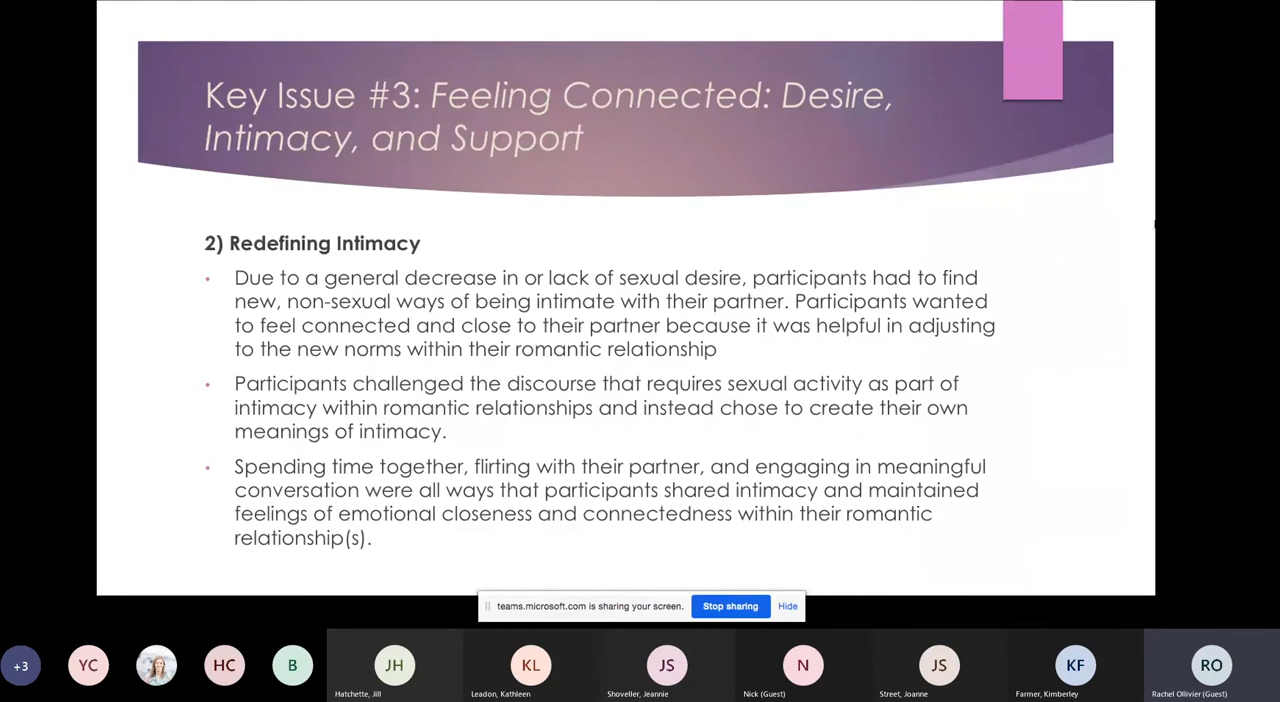 Key Issue #3: Feeling Connected: Desire,
Intimacy, and Support
2) Redefining Intimacy
• Due to a general decrease in or lack of sexual desire, participants had to find
new, non-sexual ways of being intimate with their partner. Participants wanted
to feel connected and close to their partner because it was helpful in adjusting
to the new norms within their romantic relationship
• Participants challenged the discourse that requires sexual activity as part of
intimacy within romantic relationships and instead chose to create their own
meanings of intimacy.
• Spending time together, flirting with their partner, and engaging in meaningful
conversation were all ways that participants shared intimacy and maintained
feelings of emotional closeness and connectedness within their romantic
relationship(s).
teams.microsoft.com is sharing your screen. Stop sharing Hide
+3 YC HC B JH KL JS N JS KF RO
Hatchette, Jill Leadon, Kathleen Shoveller, Jeannie Nick (Guest) Street, Joanne Farmer, Kimberley Rachel Ollivier (Guest)